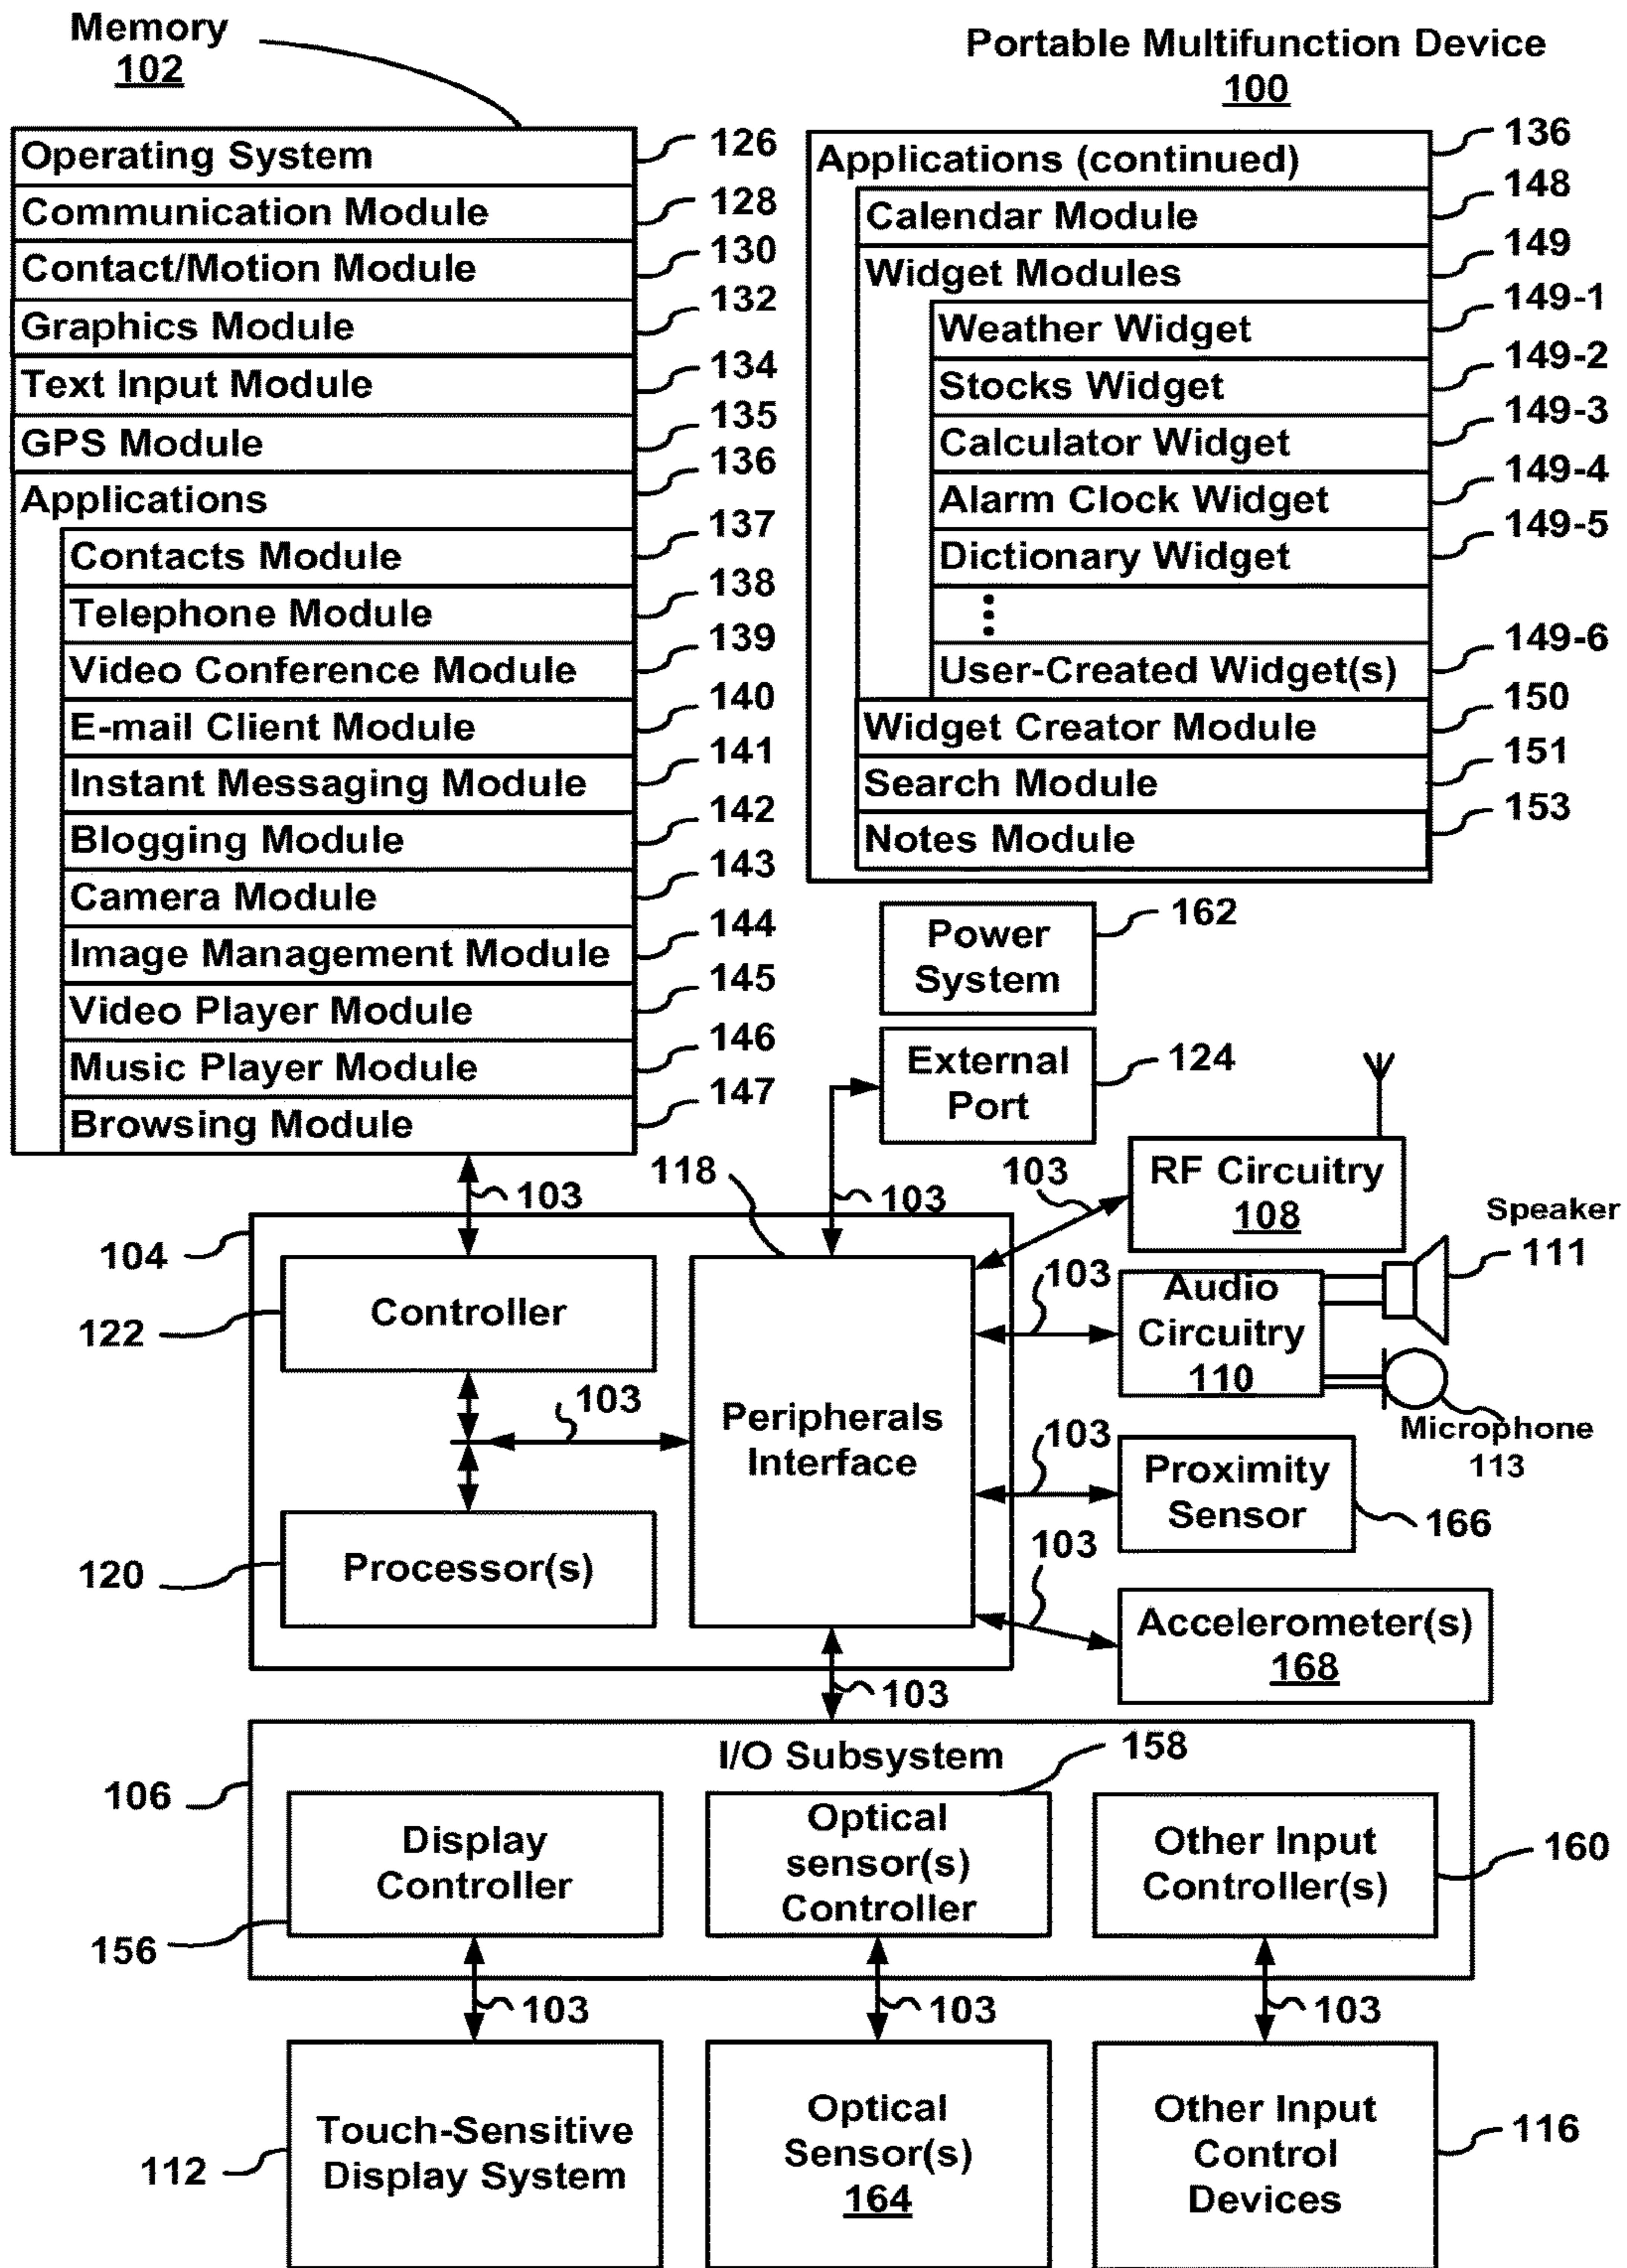 Memory
102
Portable Multifunction Device
100
Operating System
126
Communication Module
128
Contact/Motion Module
130
Graphics Module
132
Text Input Module
134
GPS Module
135
Applications
136
Contacts Module
137
Telephone Module
138
Video Conference Module
139
E-mail Client Module
140
Instant Messaging Module
141
Blogging Module
142
Camera Module
143
Image Management Module
144
Video Player Module
145
Music Player Module
146
Browsing Module
147
Applications (continued)
136
Calendar Module
148
Widget Modules
149
Weather Widget
149-1
Stocks Widget
149-2
Calculator Widget
149-3
Alarm Clock Widget
149-4
Dictionary Widget
149-5
User-Created Widget(s)
149-6
Widget Creator Module
150
Search Module
151
Notes Module
153
Power
System
162
External
Port
124
103
118
103
103
RF Circuitry
108
Speaker
111
104
Controller
122
103
Audio
Circuitry
110
Microphone
113
103
Peripherals
Interface
103
Proximity
Sensor
166
Processor(s)
120
103
Accelerometer(s)
168
103
I/O Subsystem
106
158
Display
Controller
156
Optical
sensor(s)
Controller
Other Input
Controller(s)
160
103
103
103
Touch-Sensitive
Display System
112
Optical
Sensor(s)
164
Other Input
Control
Devices
116